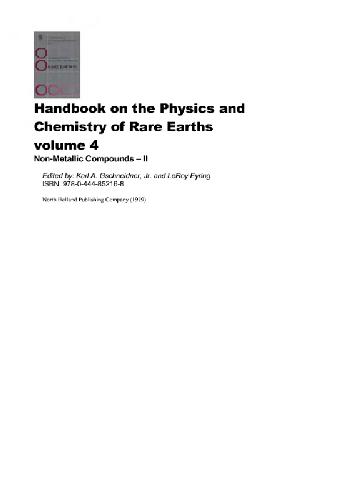 Handbook on the Physics and
Chemistry of Rare Earths
volume 4
Non-Metallic Compounds – II
Edited by: Karl A. Gschneidner, Jr. and LeRoy Eyring
ISBN: 978-0-444-85216-8
North Holland Publishing Company (1979)